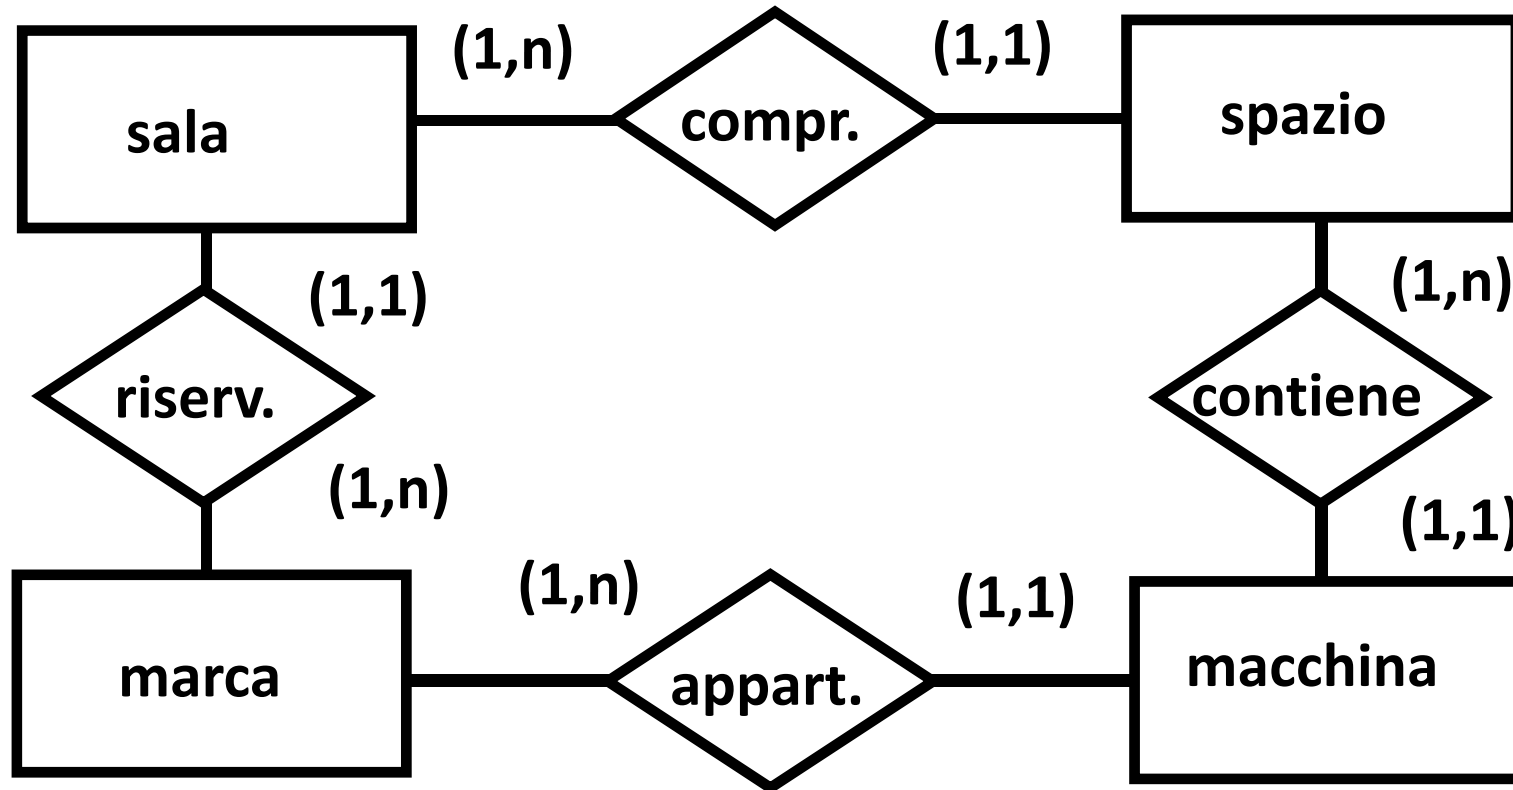 (1,n)
(1,1)
sala
compr.
spazio
(1,1)
(1,n)
riserv.
contiene
(1,n)
(1,1)
(1,n)
(1,1)
marca
appart.
macchina